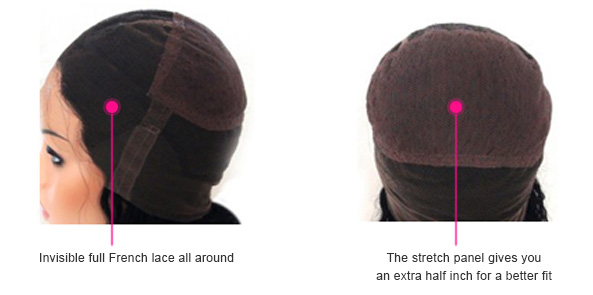 Invisible full French lace all around
The stretch panel gives you
an extra half inch for a better fit